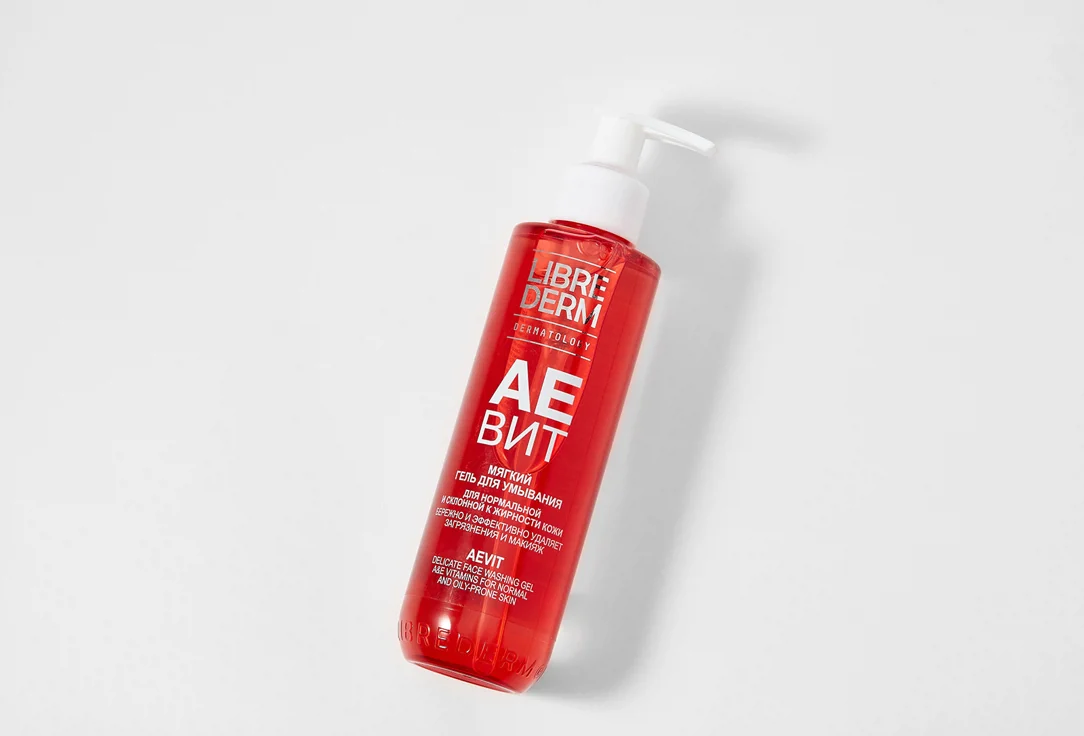 LIBRE
DERM
DERMATOLOGY
АЕ
ВИТ
МЯГКИЙ
ГЕЛЬ ДЛЯ УМЫВАНИЯ
ДЛЯ НОРМАЛЬНОЙ
И СКЛОННОЙ К ЖИРНОСТИ КОЖИ
БЕРЕЖНО И ЭФФЕКТИВНО УДАЛЯЕТ
ЗАГРЯЗНЕНИЯ И МАКИЯЖ
AEVIT
DELICATE FACE WASHING GEL
A&E VITAMINS FOR NORMAL
AND OILY-PRONE SKIN
LIBREDERM